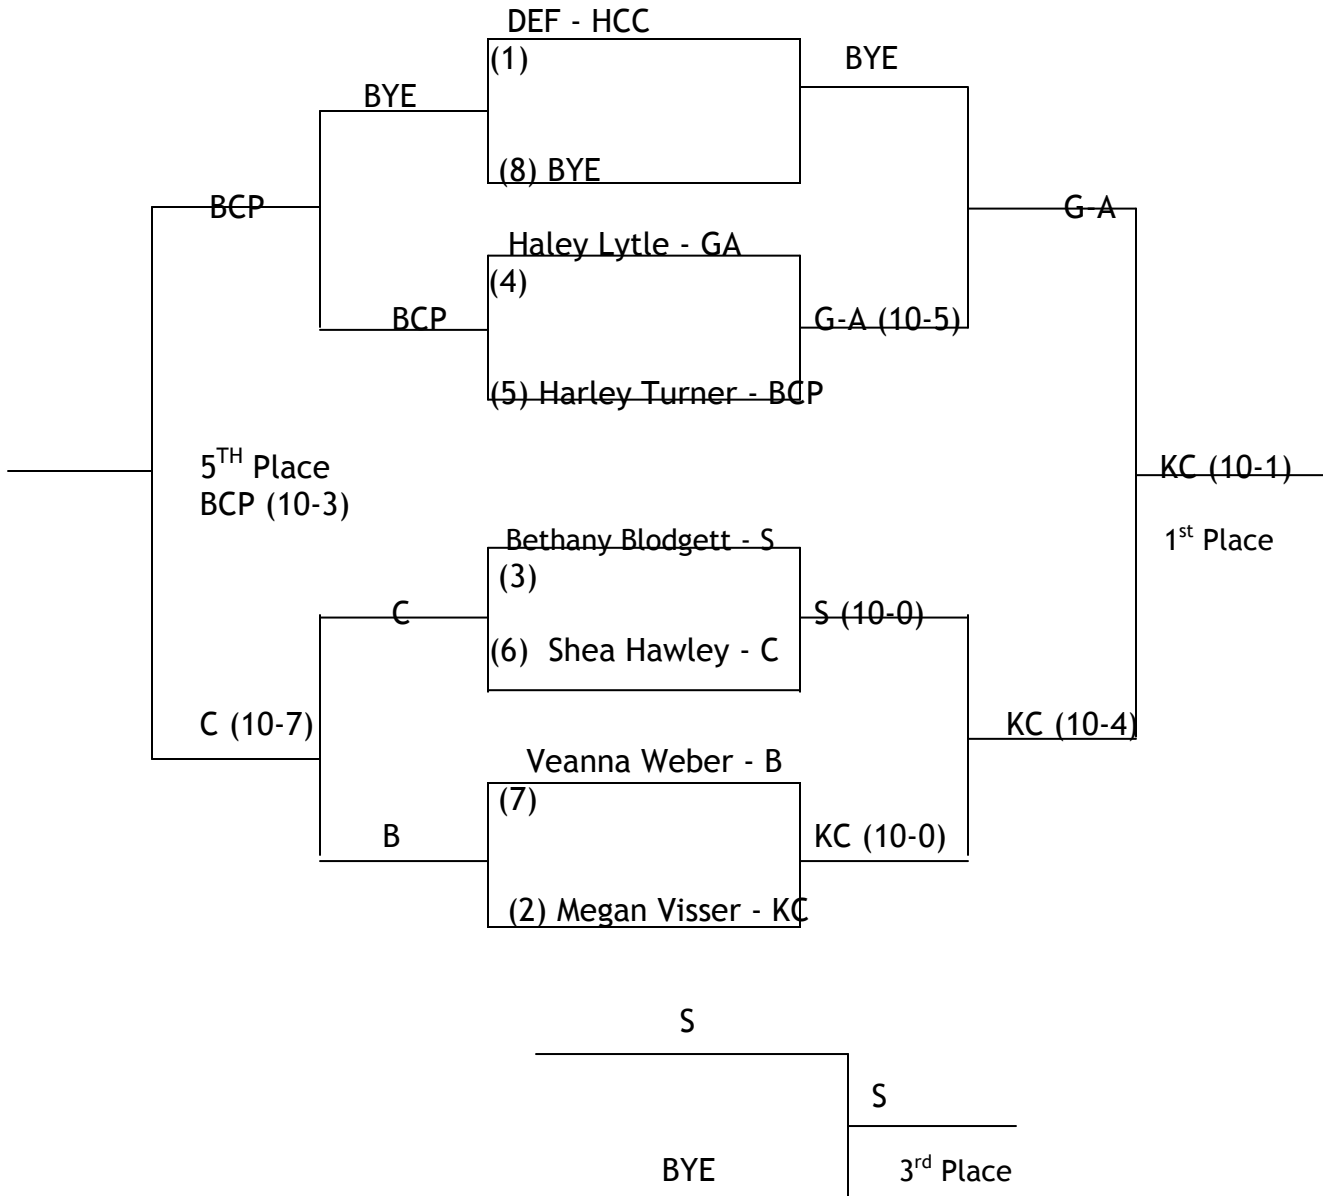 DEF - HCC
(1)
BYE
BYE
(8) BYE
BCP
G-A
Haley Lytle - GA
(4)
BCP
G-A (10-5)
(5) Harley Turner - BCP
5TH Place
BCP (10-3)
KC (10-1)
1st Place
Bethany Blodgett - S
(3)
C
S (10-0)
(6) Shea Hawley - C
C (10-7)
KC (10-4)
Veanna Weber - B
(7)
B
KC (10-0)
(2) Megan Visser - KC
S
S
BYE
3rd Place